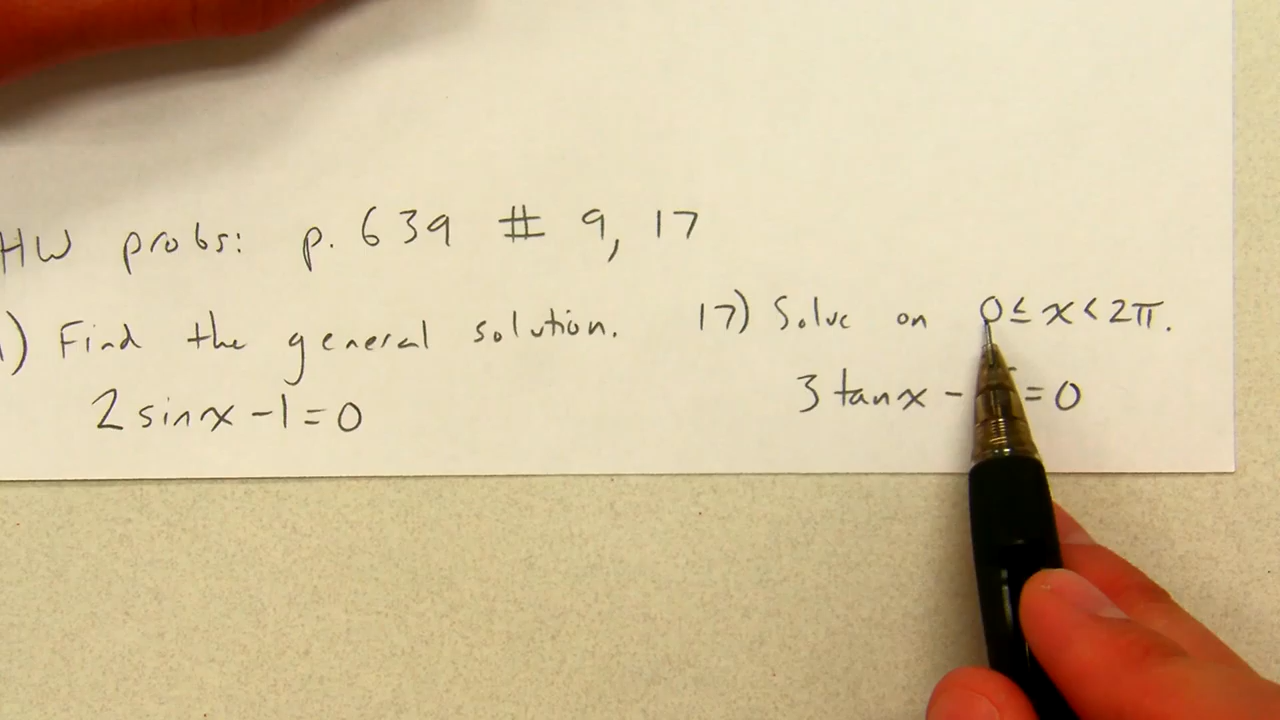 HW probs: p. 639 # 9, 17
) Find the general solution.
2 sin x - 1 = 0
17) Solve on 0 ≤ x < 2π.
3 tan x - = 0